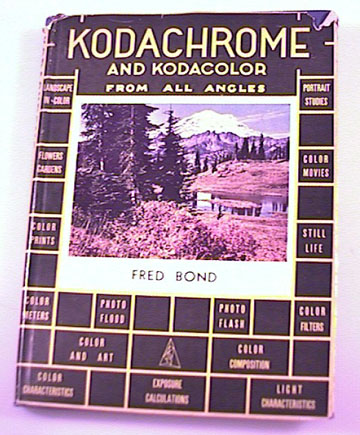 KODACHROME
AND KODACOLOR
FROM ALL ANGLES
LANDSCAPE
IN-COLOR
PORTRAIT
STUDIES
FLOWERS
GARDENS
COLOR
MOVIES
COLOR
PRINTS
STILL
LIFE
FRED BOND
COLOR
METERS
PHOTO
FLOOD
PHOTO
FLASH
COLOR
FILTERS
COLOR
AND ART
COLOR
COMPOSITION
COLOR
CHARACTERISTICS
EXPOSURE
CALCULATIONS
LIGHT
CHARACTERISTICS